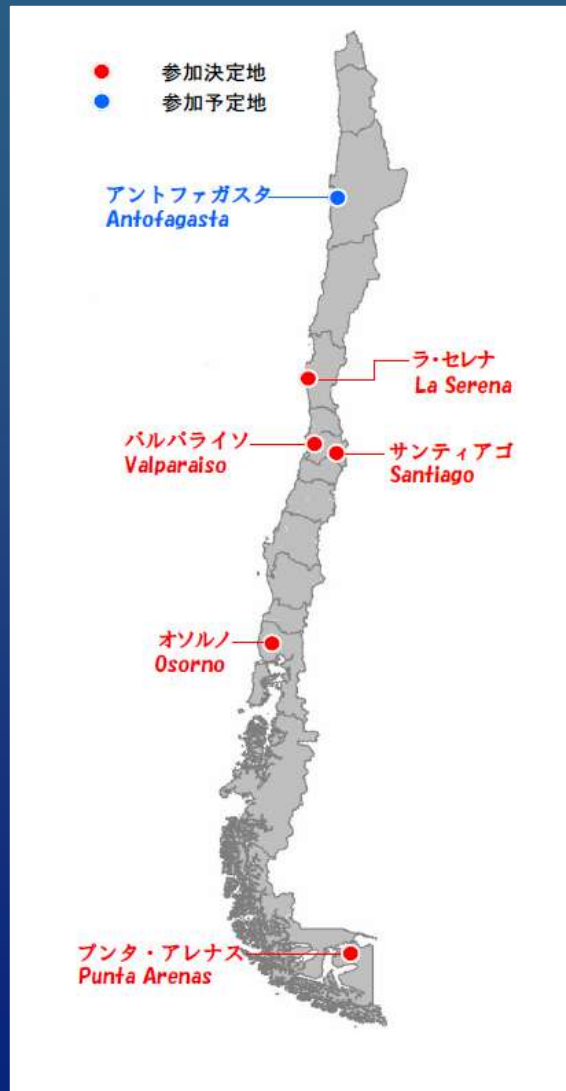 参加決定地
参加予定地
アントファガスタ
Antofagasta
ラ・セレナ
La Serena
バルパライソ
Valparaiso
サンティアゴ
Santiago
オソルノ
Osorno
プンタ・アレナス
Punta Arenas